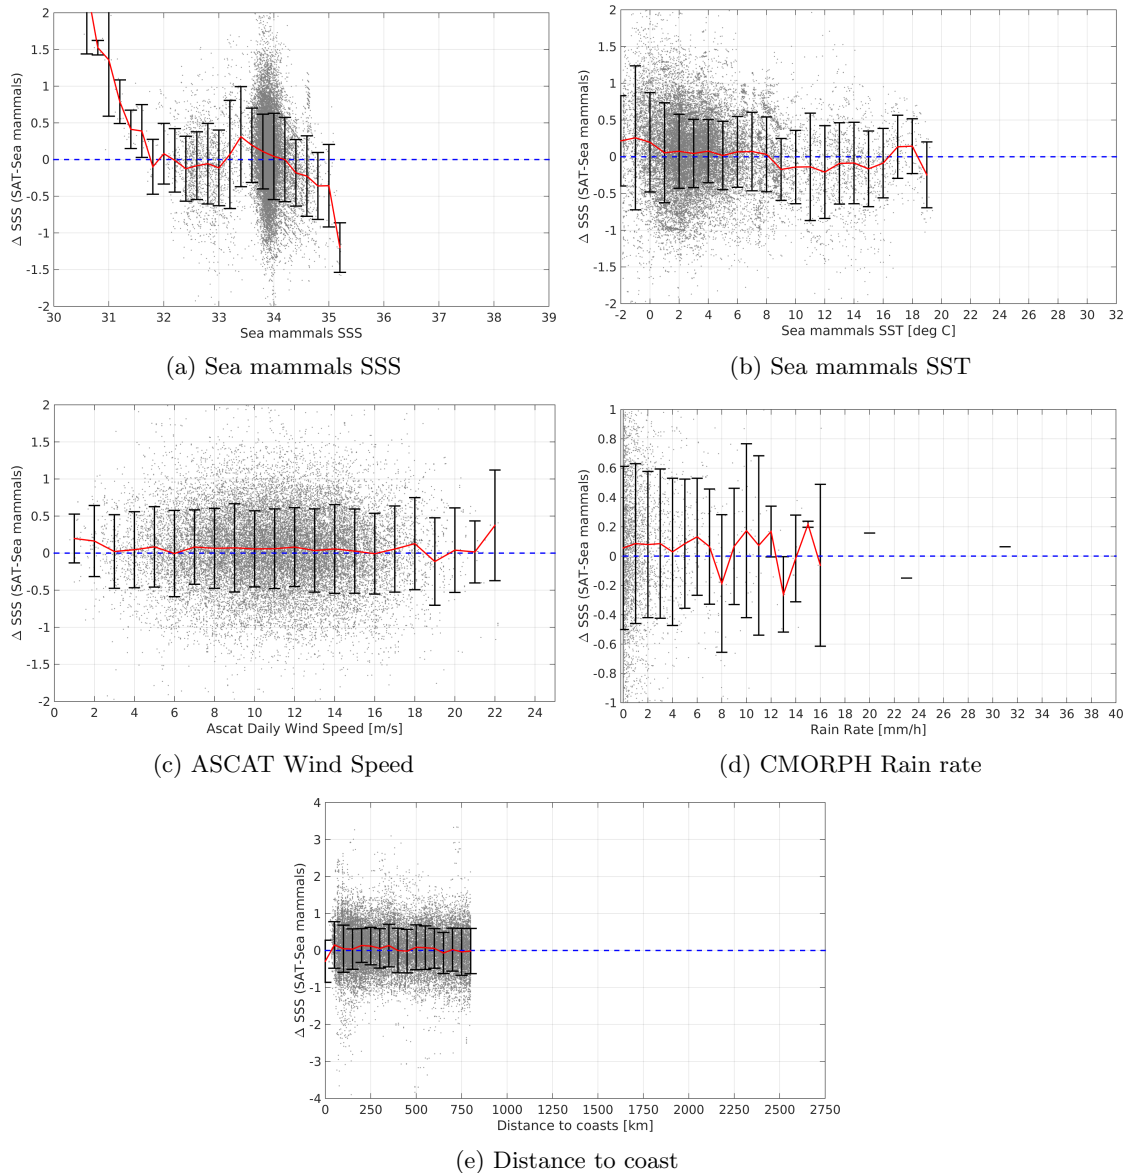 2
1.5
1
0.5
0
-0.5
-1
-1.5
-2
30 31 32 33 34 35 36 37 38 39
Sea mammals SSS
Δ SSS (SAT-Sea mammals)
(a) Sea mammals SSS
2
1.5
1
0.5
0
-0.5
-1
-1.5
-2
-2 0 2 4 6 8 10 12 14 16 18 20 22 24 26 28 30 32
Sea mammals SST [deg C]
Δ SSS (SAT-Sea mammals)
(b) Sea mammals SST
2
1.5
1
0.5
0
-0.5
-1
-1.5
-2
0 2 4 6 8 10 12 14 16 18 20 22 24
Ascat Daily Wind Speed [m/s]
Δ SSS (SAT-Sea mammals)
(c) ASCAT Wind Speed
1
0.8
0.6
0.4
0.2
0
-0.2
-0.4
-0.6
-0.8
-1
0 2 4 6 8 10 12 14 16 18 20 22 24 26 28 30 32 34 36 38 40
Rain Rate [mm/h]
Δ SSS (SAT-Sea mammals)
(d) CMORPH Rain rate
4
3
2
1
0
-1
-2
-3
-4
0 250 500 750 1000 1250 1500 1750 2000 2250 2500 2750
Distance to coasts [km]
Δ SSS (SAT-Sea mammals)
(e) Distance to coast